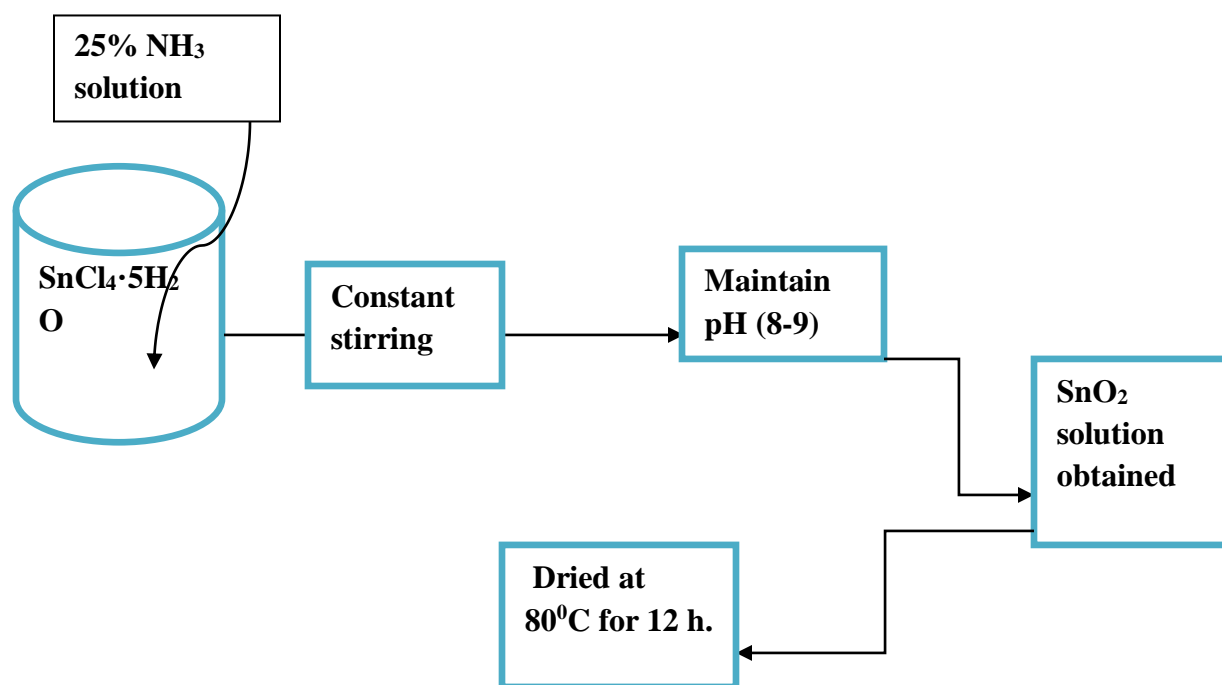 25% NH₃
solution
SnCl₄·5H₂
O
Constant
stirring
Maintain
pH (8-9)
SnO₂
solution
obtained
Dried at
80⁰C for 12 h.